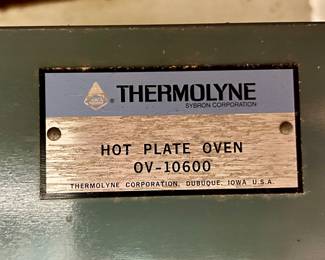 ® THERMOLYNE
SYBRON CORPORATION
HOT PLATE OVEN
OV-10600
THERMOLYNE CORPORATION, DUBUQUE, IOWA U.S.A.